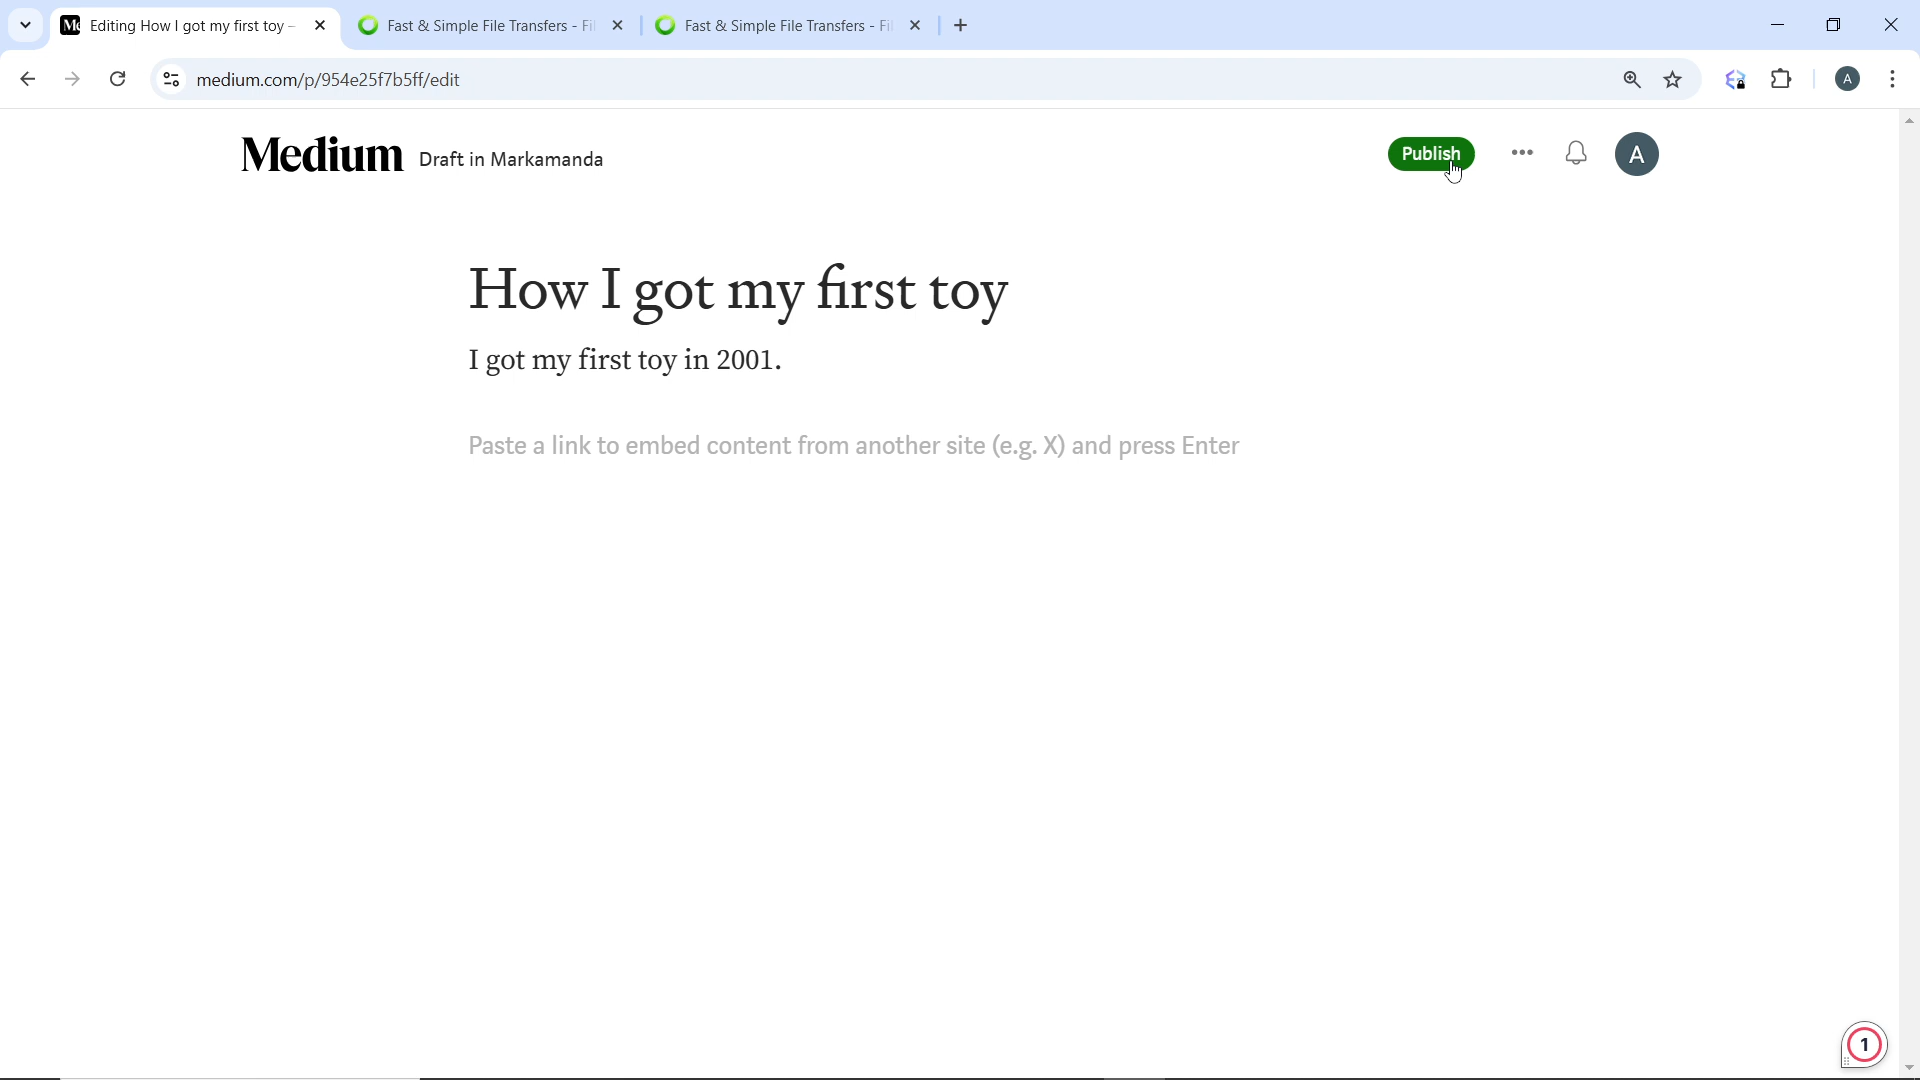 Editing How I got my first toy –
Fast & Simple File Transfers - Fil
Fast & Simple File Transfers - Fil
medium.com/p/954e25f7b5ff/edit
A
Medium
Draft in Markamanda
Publish
A
How I got my first toy
I got my first toy in 2001.
Paste a link to embed content from another site (e.g. X) and press Enter
1